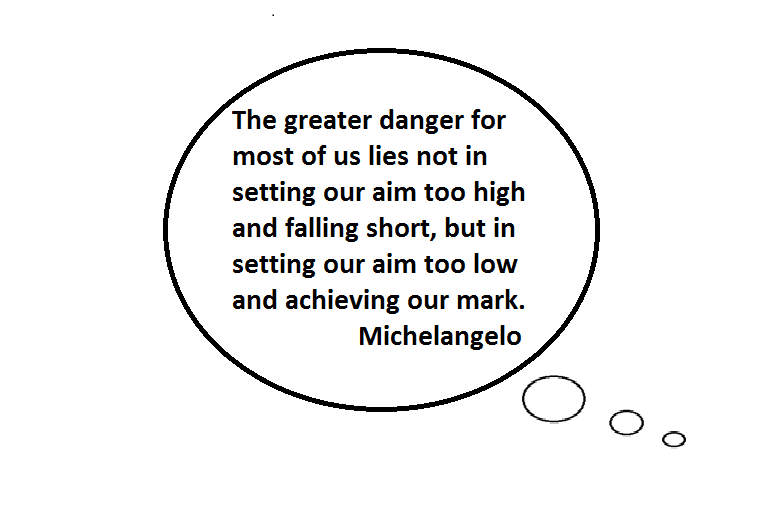 The greater danger for
most of us lies not in
setting our aim too high
and falling short, but in
setting our aim too low
and achieving our mark.
Michelangelo